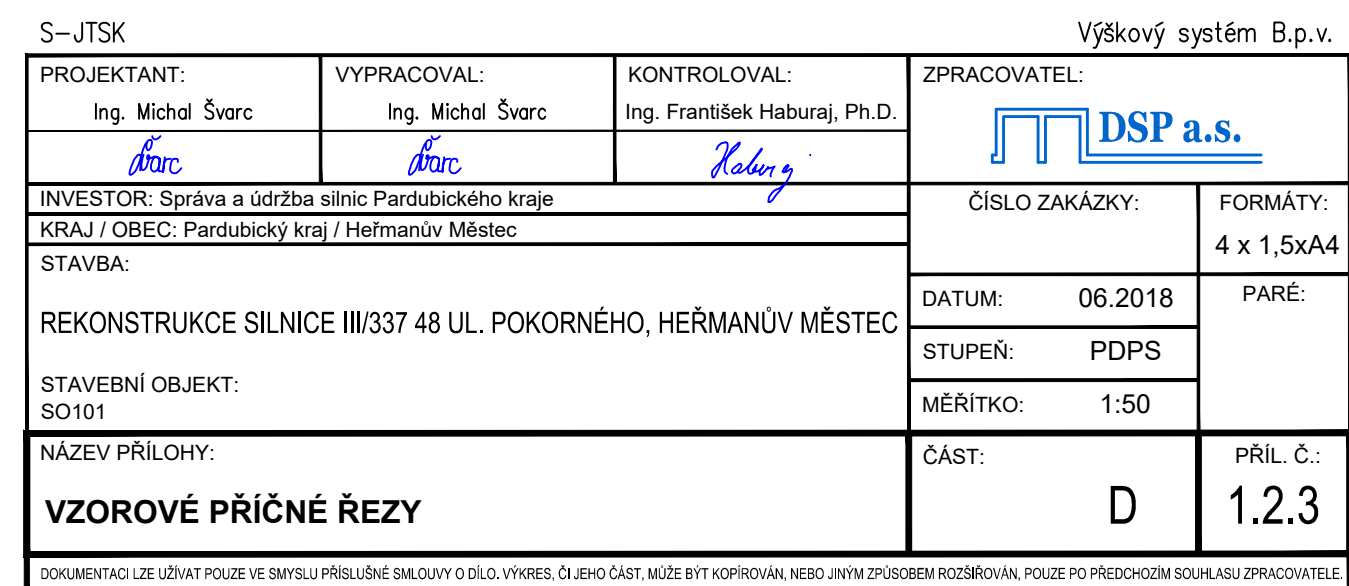 S-JTSK
Výškový systém B.p.v.
PROJEKTANT:
Ing. Michal Švarc
Švarc
VYPRACOVAL:
Ing. Michal Švarc
Švarc
KONTROLOVAL:
Ing. František Haburaj, Ph.D.
Haburaj
ZPRACOVATEL:
DSP a.s.
INVESTOR: Správa a údržba silnic Pardubického kraje
KRAJ / OBEC: Pardubický kraj / Heřmanův Městec
ČÍSLO ZAKÁZKY:
FORMÁTY:
4 x 1,5xA4
STAVBA:
REKONSTRUKCE SILNICE III/337 48 UL. POKORNÉHO, HEŘMANŮV MĚSTEC
STAVEBNÍ OBJEKT:
SO101
DATUM: 06.2018
PARÉ:
STUPEŇ: PDPS
MĚŘÍTKO: 1:50
NÁZEV PŘÍLOHY:
VZOROVÉ PŘÍČNÉ ŘEZY
ČÁST:
D
PŘÍL. Č.:
1.2.3
DOKUMENTACI LZE UŽÍVAT POUZE VE SMYSLU PŘÍSLUŠNÉ SMLOUVY O DÍLO. VÝKRES, ČI JEHO ČÁST, MŮŽE BÝT KOPÍROVÁN, NEBO JINÝM ZPŮSOBEM ROZŠIŘOVÁN, POUZE PO PŘEDCHOZÍM SOUHLASU ZPRACOVATELE.